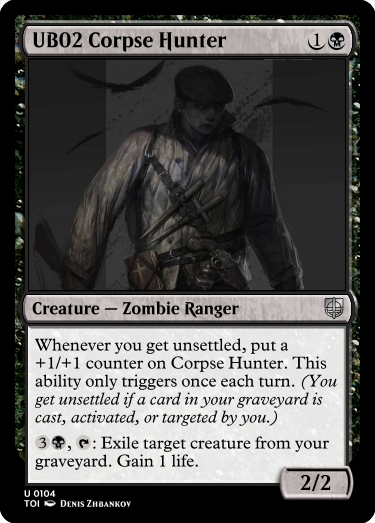 UB02 Corpse Hunter 1
Creature — Zombie Ranger
Whenever you get unsettled, put a
+1/+1 counter on Corpse Hunter. This
ability only triggers once each turn. (You
get unsettled if a card in your graveyard is
cast, activated, or targeted by you.)
3, : Exile target creature from your
graveyard. Gain 1 life.
2/2
U 0104
TOI Denis Zhbankov